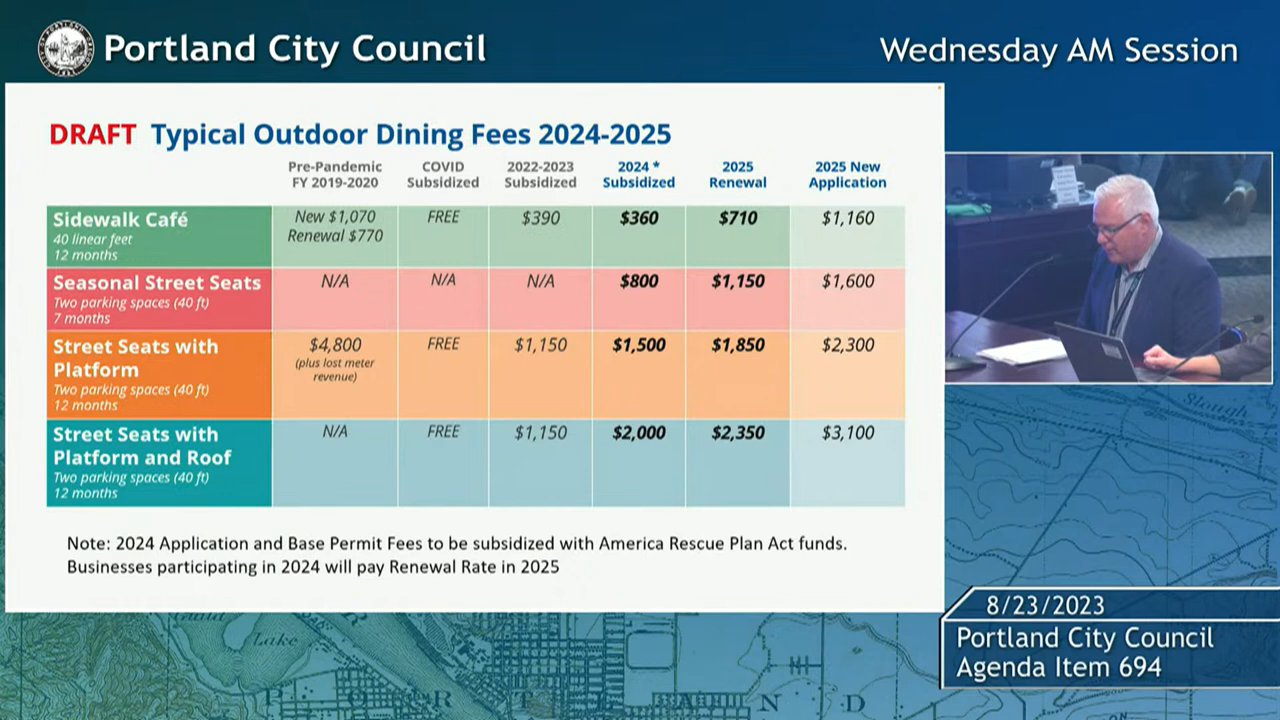 Portland City Council
Wednesday AM Session
DRAFT Typical Outdoor Dining Fees 2024-2025
Pre-Pandemic FY 2019-2020 COVID Subsidized 2022-2023 Subsidized 2024 * Subsidized 2025 Renewal 2025 New Application
Sidewalk Café
40 linear feet
12 months
New $1,070
Renewal $770
FREE
$390
$360
$710
$1,160
Seasonal Street Seats
Two parking spaces (40 ft)
7 months
N/A
N/A
N/A
$800
$1,150
$1,600
Street Seats with
Platform
Two parking spaces (40 ft)
12 months
$4,800
(plus lost meter
revenue)
FREE
$1,150
$1,500
$1,850
$2,300
Street Seats with
Platform and Roof
Two parking spaces (40 ft)
12 months
N/A
FREE
$1,150
$2,000
$2,350
$3,100
Note: 2024 Application and Base Permit Fees to be subsidized with America Rescue Plan Act funds.
Businesses participating in 2024 will pay Renewal Rate in 2025
8/23/2023
Portland City Council
Agenda Item 694
Slough
Guild
Lake
P O R T L A N D